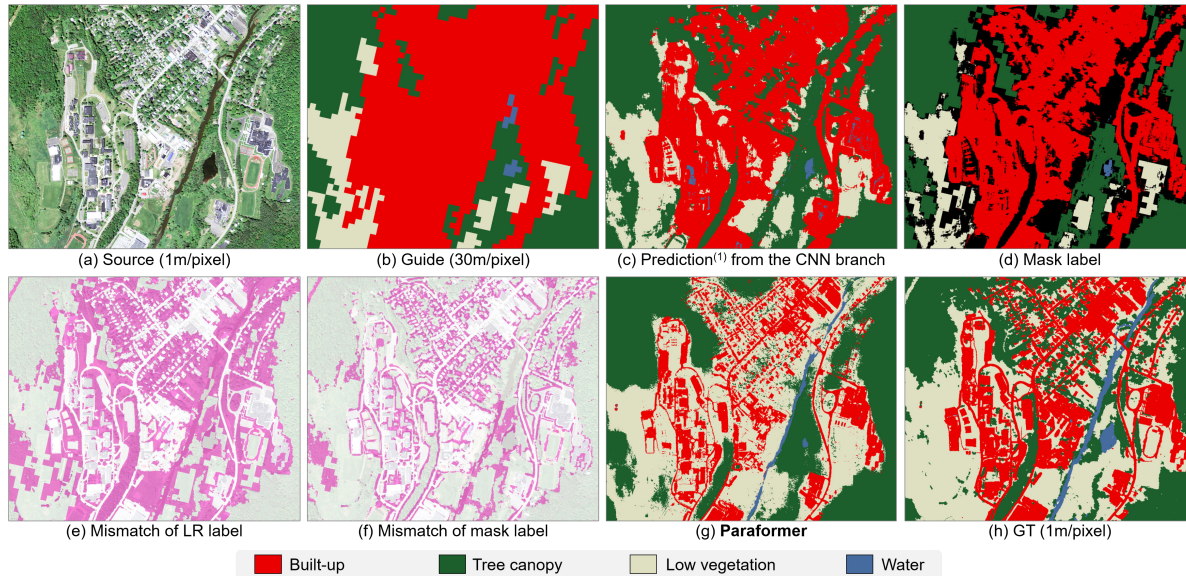 (a) Source (1m/pixel)
(b) Guide (30m/pixel)
(c) Prediction⁽¹⁾ from the CNN branch
(d) Mask label
(e) Mismatch of LR label
(f) Mismatch of mask label
(g) Paraformer
(h) GT (1m/pixel)
Built-up
Tree canopy
Low vegetation
Water